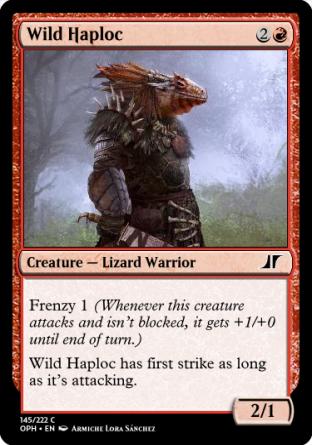 Wild Haploc 2
Creature — Lizard Warrior
Frenzy 1 (Whenever this creature
attacks and isn't blocked, it gets +1/+0
until end of turn.)
Wild Haploc has first strike as long
as it's attacking.
2/1
145/222 C
OPH • EN ARMICHE LORA SÁNCHEZ